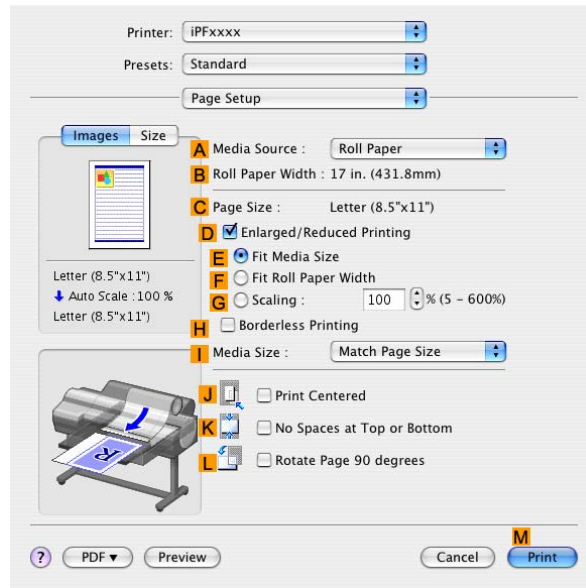 Printer: iPFxxxx
Presets: Standard
Page Setup
Images Size
A Media Source : Roll Paper
B Roll Paper Width : 17 in. (431.8mm)
C Page Size : Letter (8.5"x11")
D Enlarged/Reduced Printing
E Fit Media Size
F Fit Roll Paper Width
G Scaling : 100 % (5 - 600%)
Letter (8.5"x11")
Auto Scale :100 %
Letter (8.5"x11")
H Borderless Printing
I Media Size : Match Page Size
J Print Centered
K No Spaces at Top or Bottom
L Rotate Page 90 degrees
R
M
? PDF▼ Preview Cancel Print